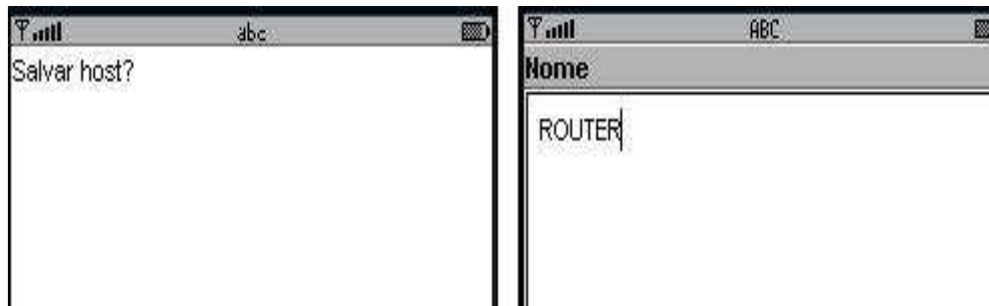 abc
Salvar host?
ABC
Nome
ROUTER